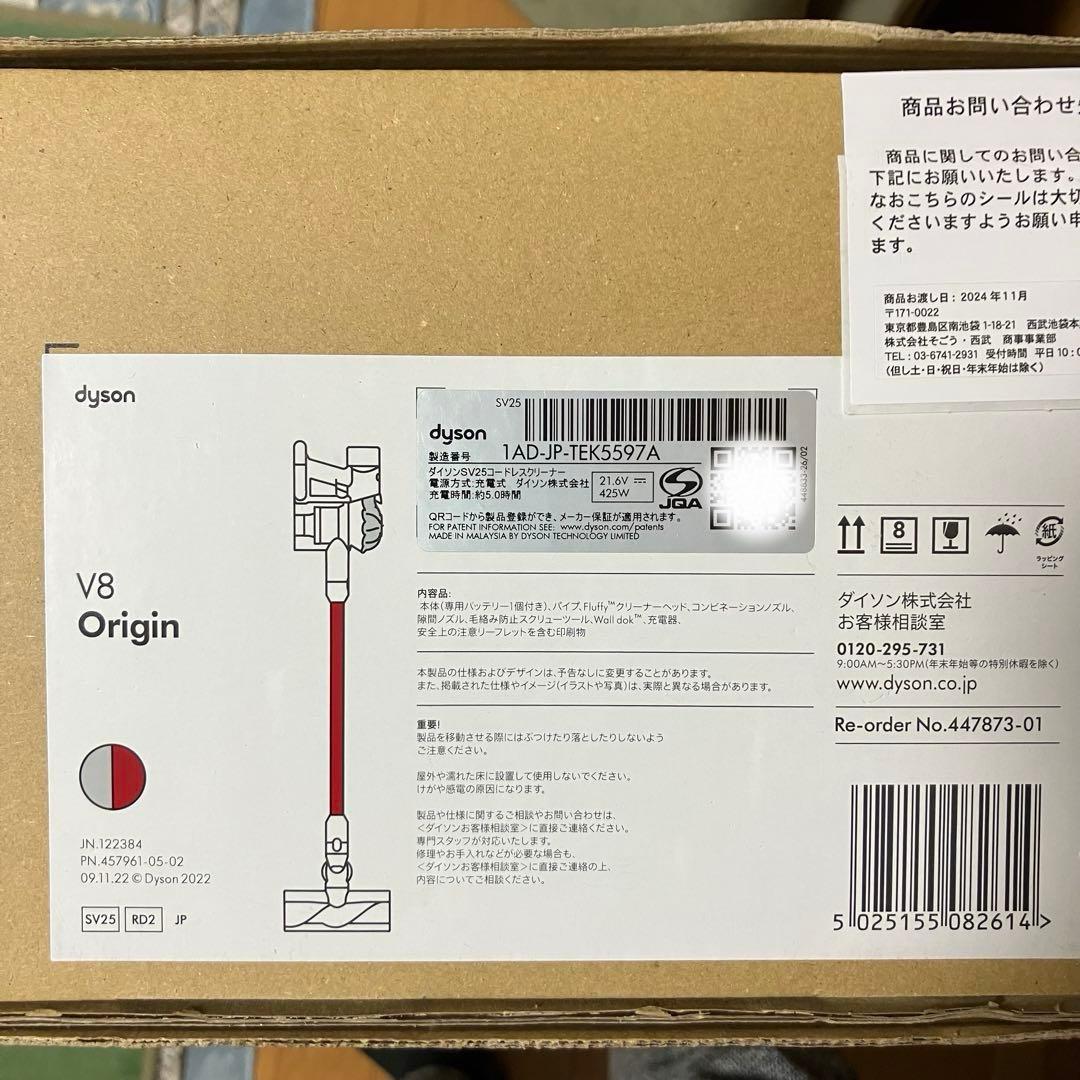 商品お問い合わせ
商品に関してのお問い合
下記にお願いいたします。
なおこちらのシールは大切
くださいますようお願い申
ます。
商品お渡し日：2024年11月
〒171-0022
東京都豊島区南池袋1-18-21 西武池袋本
株式会社そごう・西武 商事事業部
TEL：03-6741-2931 受付時間 平日10：0
（但し土・日・祝日・年末年始は除く）
dyson
V8
Origin
JN.122384
PN.457961-05-02
09.11.22 © Dyson 2022
SV25 RD2 JP
SV25
dyson
製造番号 1AD-JP-TEK5597A
ダイソンSV25コードレスクリーナー
電源方式:充電式 ダイソン株式会社
充電時間:約5.0時間
21.6V
425W
JQA
448833-26/02
QRコードから製品登録ができ、メーカー保証が適用されます。
FOR PATENT INFORMATION SEE: www.dyson.com/patents
MADE IN MALAYSIA BY DYSON TECHNOLOGY LIMITED
内容品:
本体(専用バッテリー1個付き)、パイプ、Fluffy™クリーナーヘッド、コンビネーションノズル、
隙間ノズル、毛絡み防止スクリューツール、Wall dok™、充電器、
安全上の注意リーフレットを含む印刷物
本製品の仕様およびデザインは、予告なしに変更することがあります。
また、掲載された仕様やイメージ(イラストや写真)は、実際と異なる場合があります。
重要!
製品を移動させる際にはぶつけたり落としたりしないよう
ご注意ください。
屋外や濡れた床に設置して使用しないでください。
けがや感電の原因になります。
製品や仕様に関するご相談やお問い合わせは、
<ダイソンお客様相談室>に直接ご連絡ください。
専門スタッフが対応いたします。
修理やお手入れなどが必要な場合も、
<ダイソンお客様相談室>に直接ご連絡の上、
内容についてご相談ください。
8
紙
ラッピング
シート
ダイソン株式会社
お客様相談室
0120-295-731
9:00AM～5:30PM(年末年始等の特別休暇を除く)
www.dyson.co.jp
Re-order No.447873-01
5 025155 082614 >